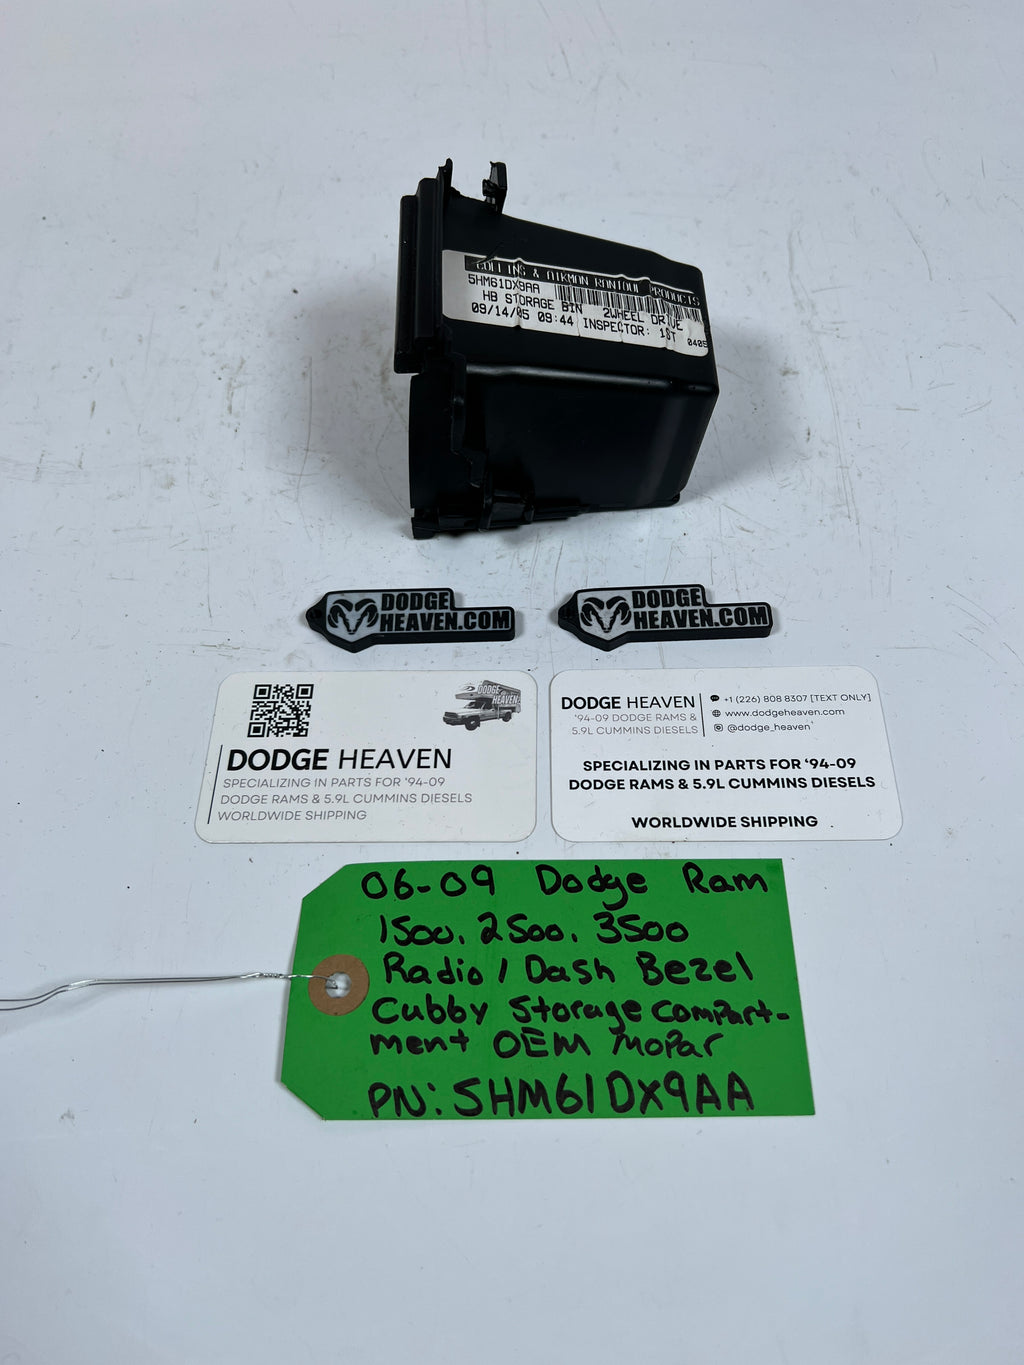 COLLINS & AIKMAN RANTOUL PRODUCTS
5HM61DX9AA
HB STORAGE BIN 2WHEEL DRIVE
09/14/05 09:44 INSPECTOR: 1ST 0405
DODGE
HEAVEN.COM
DODGE
HEAVEN.COM
DODGE
HEAVEN
DODGE HEAVEN
SPECIALIZING IN PARTS FOR '94-09
DODGE RAMS & 5.9L CUMMINS DIESELS
WORLDWIDE SHIPPING
DODGE HEAVEN
'94-09 DODGE RAMS &
5.9L CUMMINS DIESELS
+1 (226) 808 8307 [TEXT ONLY]
www.dodgeheaven.com
@dodge_heaven
SPECIALIZING IN PARTS FOR '94-09
DODGE RAMS & 5.9L CUMMINS DIESELS
WORLDWIDE SHIPPING
06-09 Dodge Ram
1500, 2500, 3500
Radio / Dash Bezel
Cubby Storage Compart-
ment OEM Mopar
PN: 5HM61DX9AA